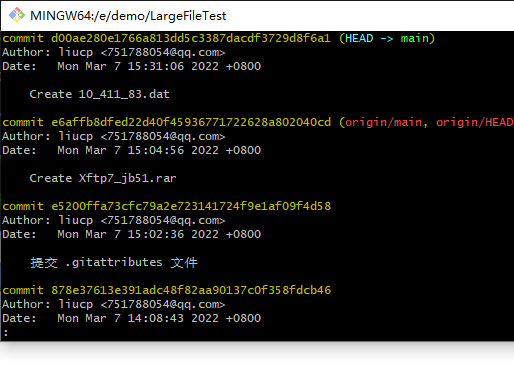 MINGW64:/e/demo/LargeFileTest
commit d00ae280e1766a813dd5c3387dacdf3729d8f6a1 (HEAD -> main)
Author: liucp <751788054@qq.com>
Date:   Mon Mar 7 15:31:06 2022 +0800
Create 10_411_83.dat
commit e6affb8dfed22d40f45936771722628a802040cd (origin/main, origin/HEAD
Author: liucp <751788054@qq.com>
Date:   Mon Mar 7 15:04:56 2022 +0800
Create Xftp7_jb51.rar
commit e5200ffa73cfc79a2e723141724f9e1af09f4d58
Author: liucp <751788054@qq.com>
Date:   Mon Mar 7 15:02:36 2022 +0800
提交 .gitattributes 文件
commit 878e37613e391adc48f82aa90137c0f358fdcb46
Author: liucp <751788054@qq.com>
Date:   Mon Mar 7 14:08:43 2022 +0800
: